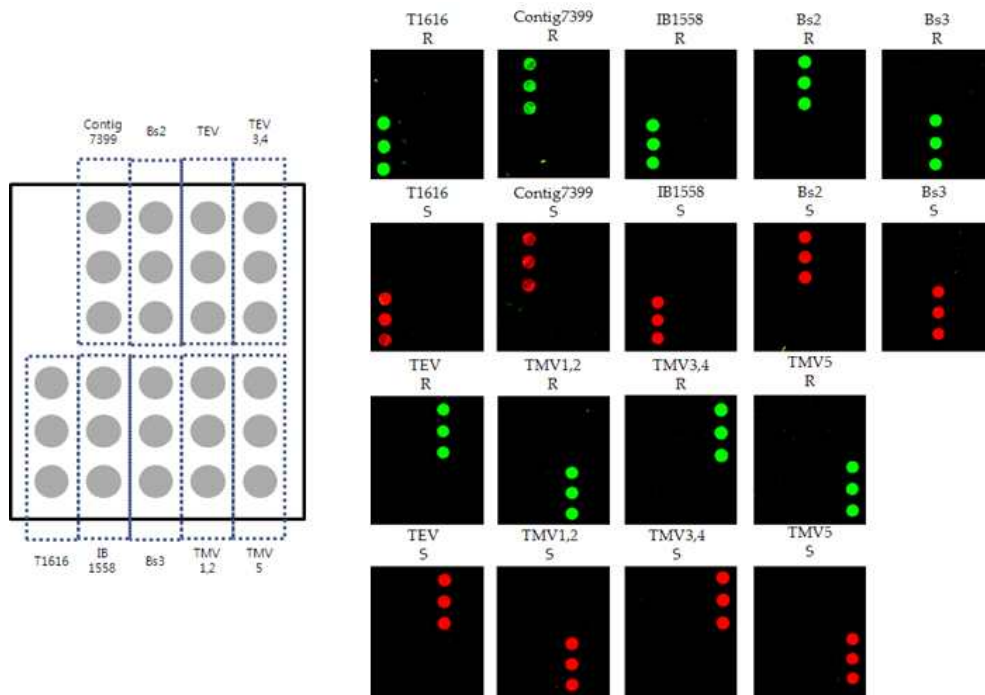 Contig
7399
Bs2
TEV
TEV
3,4
T1616
IB
1558
Bs3
TMV
1,2
TMV
5
T1616
R
Contig7399
R
IB1558
R
Bs2
R
Bs3
R
T1616
S
Contig7399
S
IB1558
S
Bs2
S
Bs3
S
TEV
R
TMV1,2
R
TMV3,4
R
TMV5
R
TEV
S
TMV1,2
S
TMV3,4
S
TMV5
S